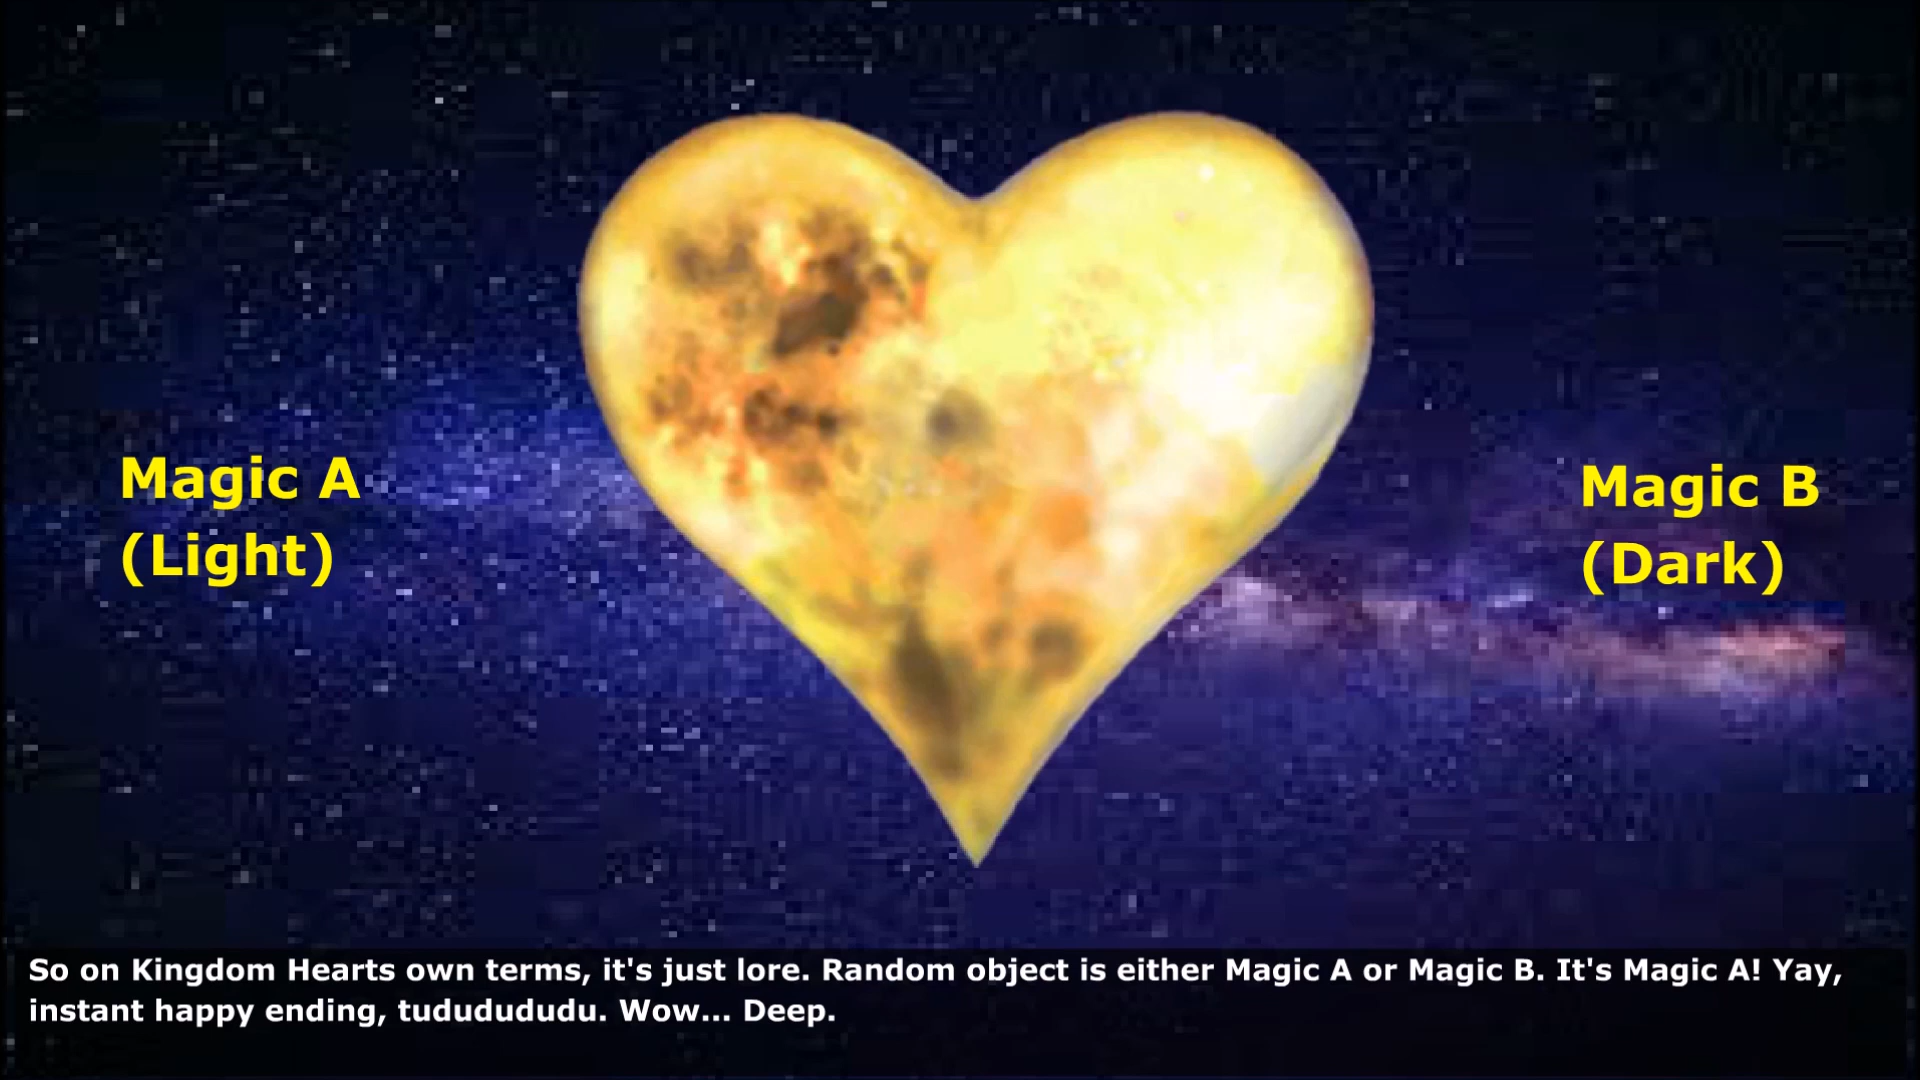 Magic A
(Light)
Magic B
(Dark)
So on Kingdom Hearts own terms, it's just lore. Random object is either Magic A or Magic B. It's Magic A! Yay,
instant happy ending, tudududududu. Wow... Deep.